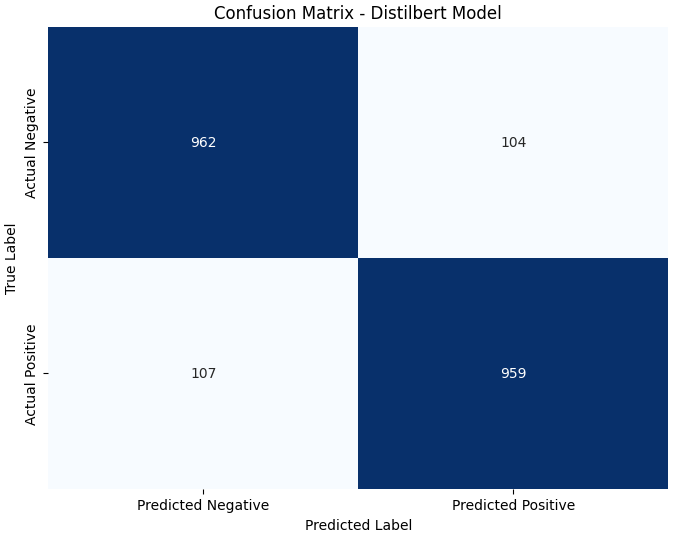 Confusion Matrix - Distilbert Model
True Label
Actual Negative
962
104
Actual Positive
107
959
Predicted Negative
Predicted Positive
Predicted Label